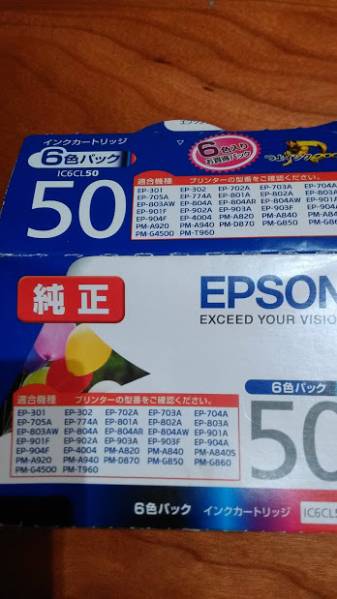 インクカートリッジ
6色パック
IC6CL50
50
6色入り
お買得パック
適合機種 プリンターの型番をご確認ください。
EP-301 EP-302 EP-702A EP-703A EP-704A
EP-705A EP-774A EP-801A EP-802A EP-803A
EP-803AW EP-804A EP-804AR EP-804AW EP-901A
EP-901F EP-902A EP-903A EP-903F EP-904A
EP-904F EP-4004 PM-A820 PM-A840 PM-A84
PM-A920 PM-A940 PM-D870 PM-G850 PM-G8
PM-G4500 PM-T960
純正
EPSON
EXCEED YOUR VISIO
6色パック
50
適合機種 プリンターの型番をご確認ください。
EP-301 EP-302 EP-702A EP-703A EP-704A
EP-705A EP-774A EP-801A EP-802A EP-803A
EP-803AW EP-804A EP-804AR EP-804AW EP-901A
EP-901F EP-902A EP-903A EP-903F EP-904A
EP-904F EP-4004 PM-A820 PM-A840 PM-A840S
PM-A920 PM-A940 PM-D870 PM-G850 PM-G860
PM-G4500 PM-T960
6色パック インクカートリッジ IC6CL5